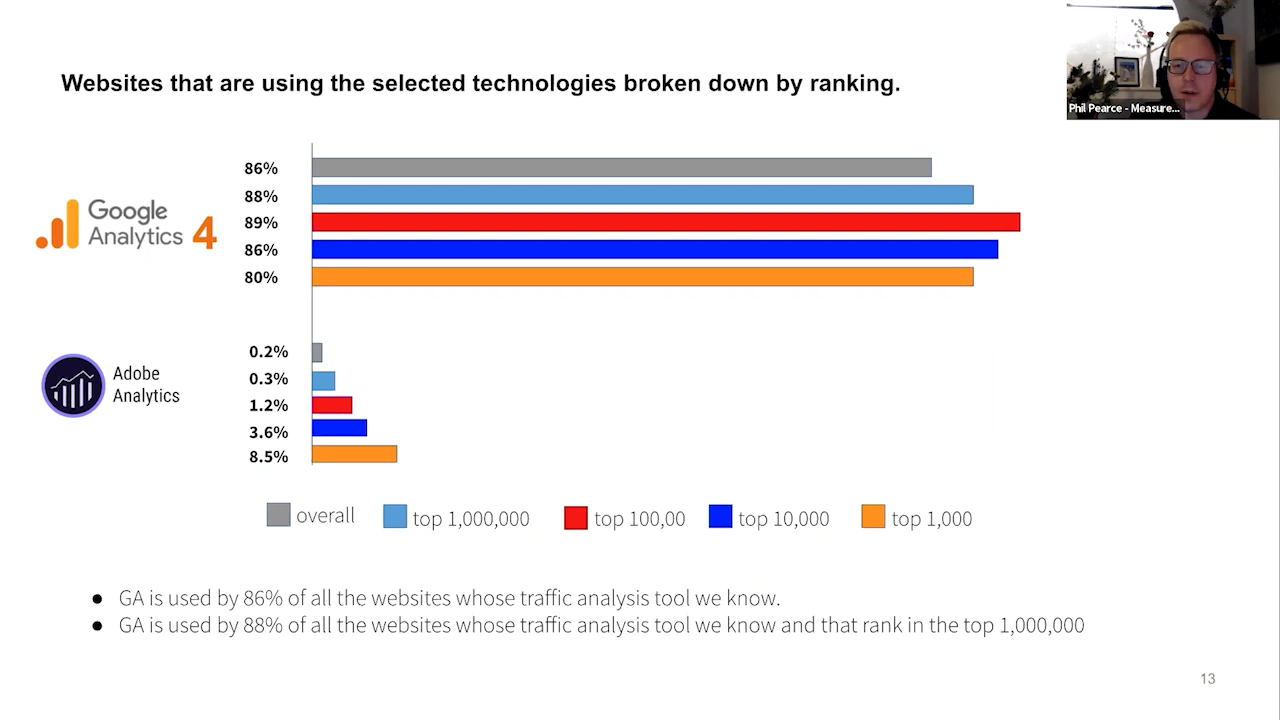 Phil Pearce - Measure...
Websites that are using the selected technologies broken down by ranking.
Google
Analytics 4
86%
88%
89%
86%
80%
Adobe
Analytics
0.2%
0.3%
1.2%
3.6%
8.5%
overall top 1,000,000 top 100,00 top 10,000 top 1,000
● GA is used by 86% of all the websites whose traffic analysis tool we know.
● GA is used by 88% of all the websites whose traffic analysis tool we know and that rank in the top 1,000,000
13